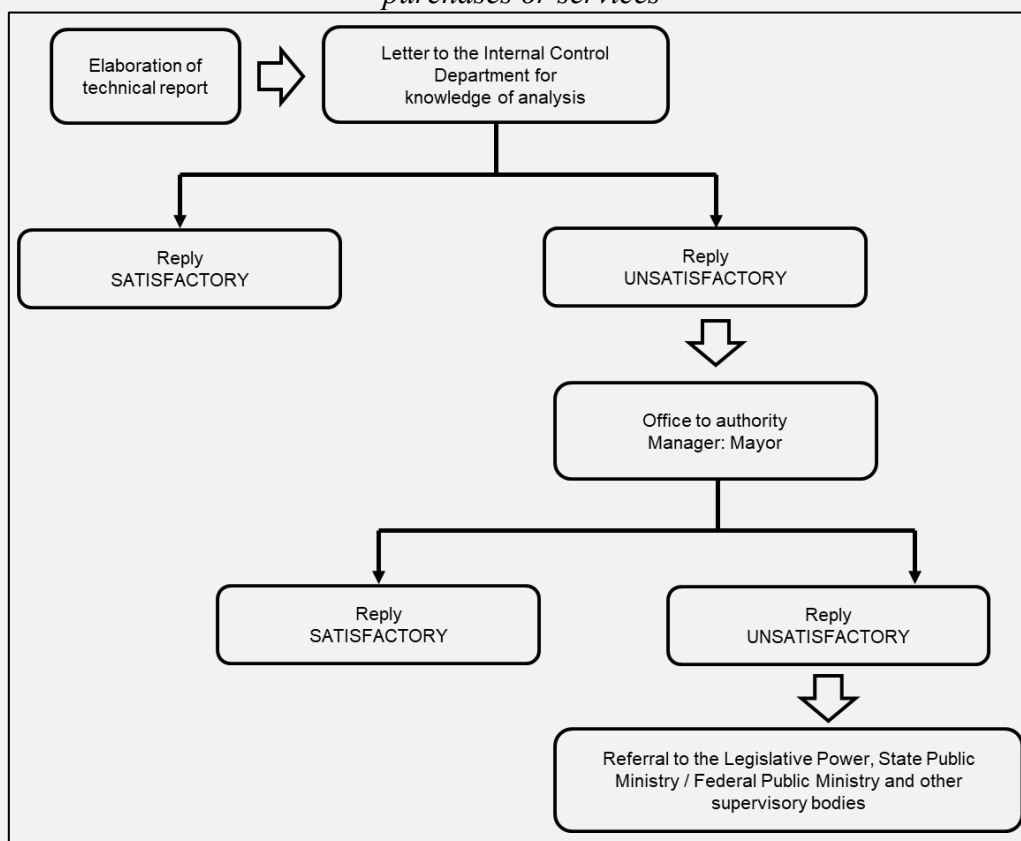 purchases or services
Elaboration of
technical report
Letter to the Internal Control
Department for
knowledge of analysis
Reply
SATISFACTORY
Reply
UNSATISFACTORY
Office to authority
Manager: Mayor
Reply
SATISFACTORY
Reply
UNSATISFACTORY
Referral to the Legislative Power, State Public
Ministry / Federal Public Ministry and other
supervisory bodies